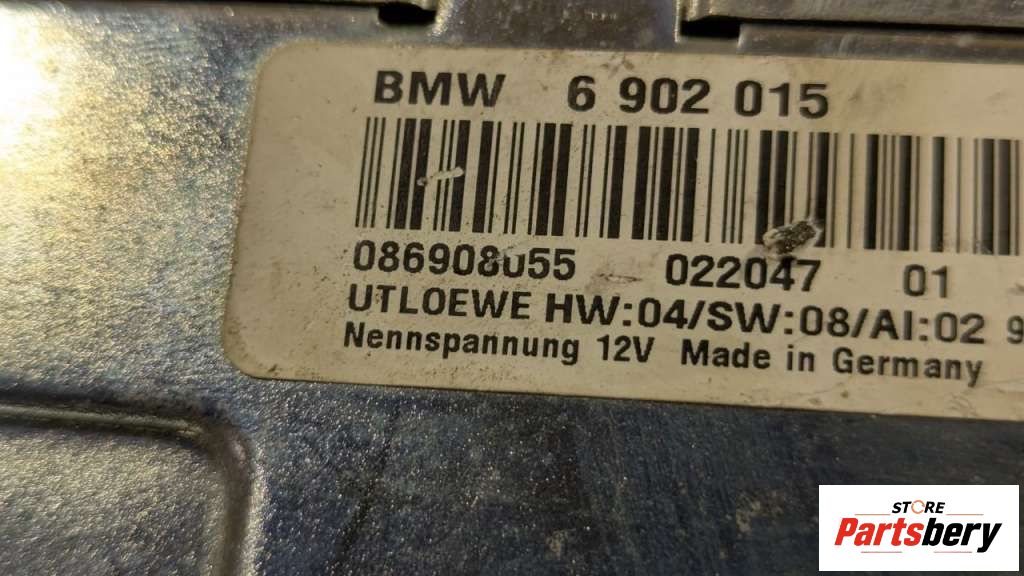 BMW 6 902 015
086908055 022047 01
UTLOEWE HW:04/SW:08/AI:02 9
Nennspannung 12V Made in Germany
STORE
Partsbery